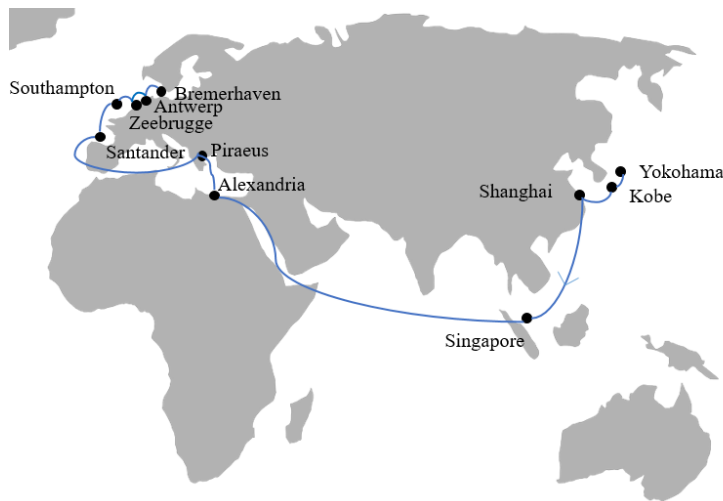 Southampton
Bremerhaven
Antwerp
Zeebrugge
Santander
Piraeus
Alexandria
Shanghai
Yokohama
Kobe
Singapore